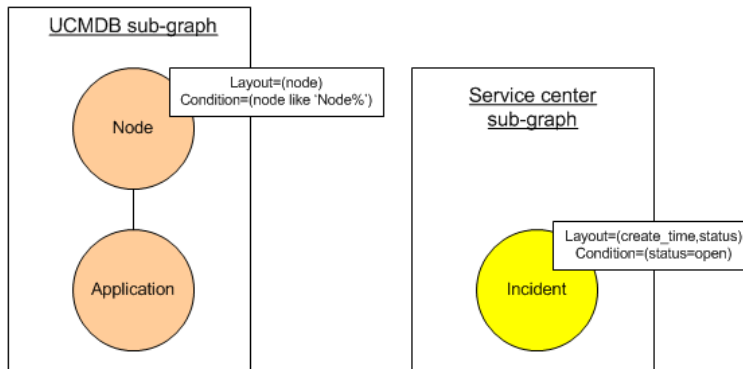 UCMDB sub-graph
Layout=(node)
Condition=(node like ‘Node%’)
Node
Application
Service center
sub-graph
Layout=(create_time,status)
Condition=(status=open)
Incident